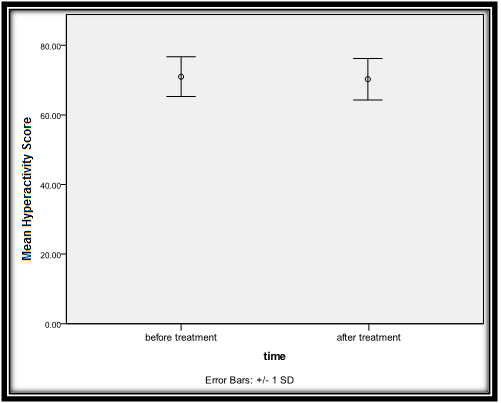 80.00
60.00
40.00
20.00
0.00
Mean Hyperactivity Score
before treatment
after treatment
time
Error Bars: +/- 1 SD